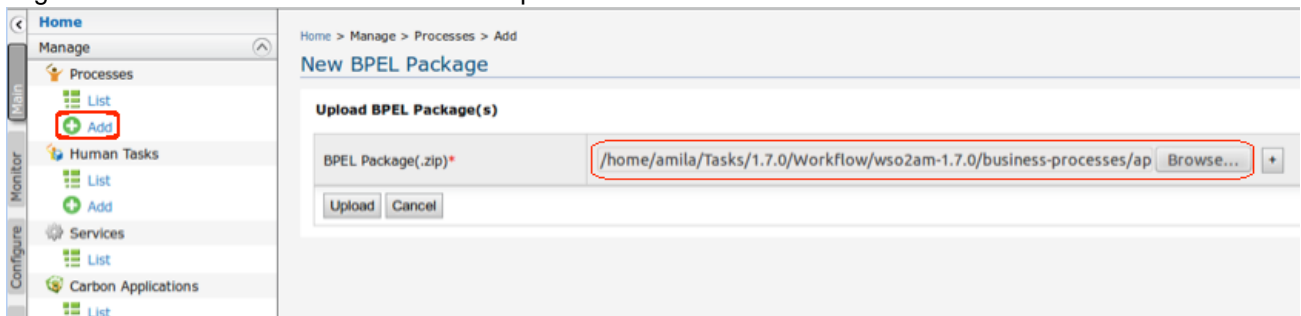 Home
Manage
Processes
List
Add
Human Tasks
List
Add
Services
List
Carbon Applications
List
Main
Monitor
Configure
Home > Manage > Processes > Add
New BPEL Package
Upload BPEL Package(s)
BPEL Package(.zip)* /home/amila/Tasks/1.7.0/Workflow/wso2am-1.7.0/business-processes/ap Browse... +
Upload Cancel